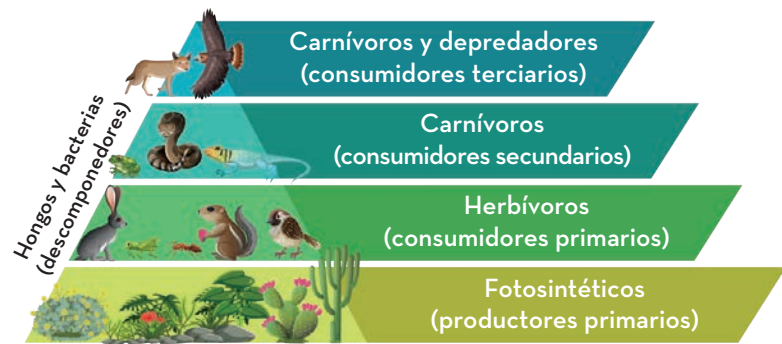 Carnívoros y depredadores
(consumidores terciarios)
Carnívoros
(consumidores secundarios)
Herbívoros
(consumidores primarios)
Fotosintéticos
(productores primarios)
Hongos y bacterias
(descomponedores)